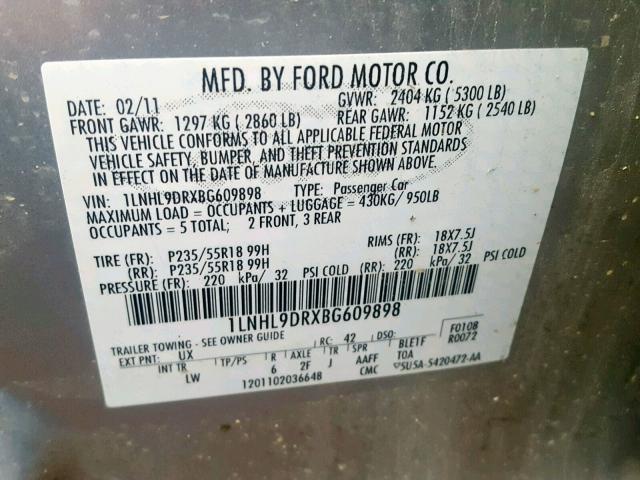 MFD. BY FORD MOTOR CO.
DATE: 02/11 GVWR: 2404 KG ( 5300 LB)
FRONT GAWR: 1297 KG ( 2860 LB) REAR GAWR: 1152 KG ( 2540 LB)
THIS VEHICLE CONFORMS TO ALL APPLICABLE FEDERAL MOTOR
VEHICLE SAFETY, BUMPER, AND THEFT PREVENTION STANDARDS
IN EFFECT ON THE DATE OF MANUFACTURE SHOWN ABOVE.
VIN: 1LNHL9DRXBG609898 TYPE: Passenger Car
MAXIMUM LOAD = OCCUPANTS + LUGGAGE = 430KG/ 950LB
OCCUPANTS = 5 TOTAL; 2 FRONT, 3 REAR
TIRE (FR): P235/55R18 99H RIMS (FR): 18X7.5J
(RR): P235/55R18 99H (RR): 18X7.5J
PRESSURE (FR): 220 kPa/ 32 PSI COLD (RR): 220 kPa/ 32 PSI COLD
1LNHL9DRXBG609898
TRAILER TOWING - SEE OWNER GUIDE RC: 42 DSO: F0108
EXT PNT: UX R AXLE TR SPR BLE1F R0072
INT TR TP/PS 6 2F J AAFF TOA
LW CMC 5U5A-5420472-AA
1201102036648